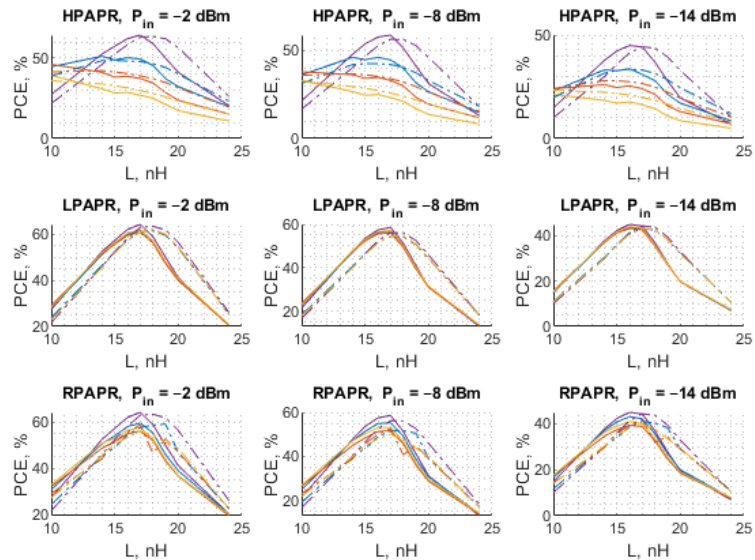 HPAPR, P_in = −2 dBm
HPAPR, P_in = −8 dBm
HPAPR, P_in = −14 dBm
PCE, %
50
0
10 15 20 25
L, nH
PCE, %
50
0
10 15 20 25
L, nH
PCE, %
50
0
10 15 20 25
L, nH
LPAPR, P_in = −2 dBm
LPAPR, P_in = −8 dBm
LPAPR, P_in = −14 dBm
PCE, %
60
40
20
10 15 20 25
L, nH
PCE, %
60
40
20
10 15 20 25
L, nH
PCE, %
40
20
0
10 15 20 25
L, nH
RPAPR, P_in = −2 dBm
RPAPR, P_in = −8 dBm
RPAPR, P_in = −14 dBm
PCE, %
60
40
20
10 15 20 25
L, nH
PCE, %
60
40
20
10 15 20 25
L, nH
PCE, %
40
20
0
10 15 20 25
L, nH